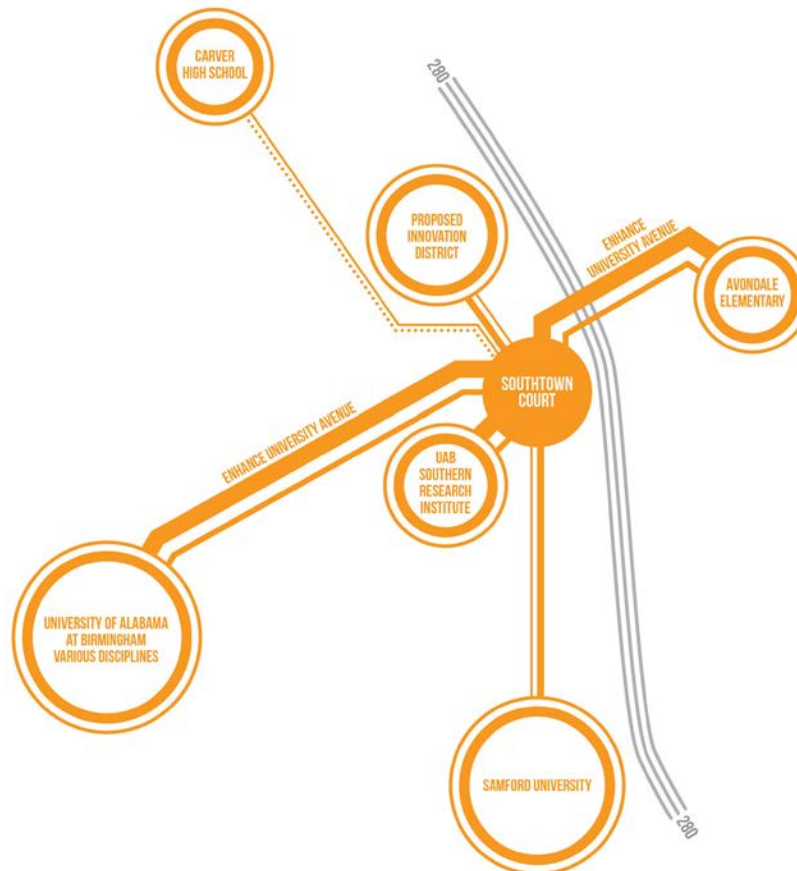 CARVER
HIGH SCHOOL
280
PROPOSED
INNOVATION
DISTRICT
ENHANCE
UNIVERSITY AVENUE
AVONDALE
ELEMENTARY
SOUTHTOWN
COURT
ENHANCE UNIVERSITY AVENUE
UAB
SOUTHERN
RESEARCH
INSTITUTE
UNIVERSITY OF ALABAMA
AT BIRMINGHAM
VARIOUS DISCIPLINES
SAMFORD UNIVERSITY
280